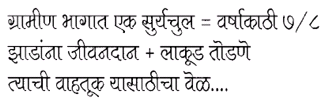 ग्रामीण भागात एक सुर्यचुल = वर्षाकाठी ७/८
झाडांना जीवनदान + लाकूड तोडणे
त्याची वाहतूक यासाठीचा वेळ....